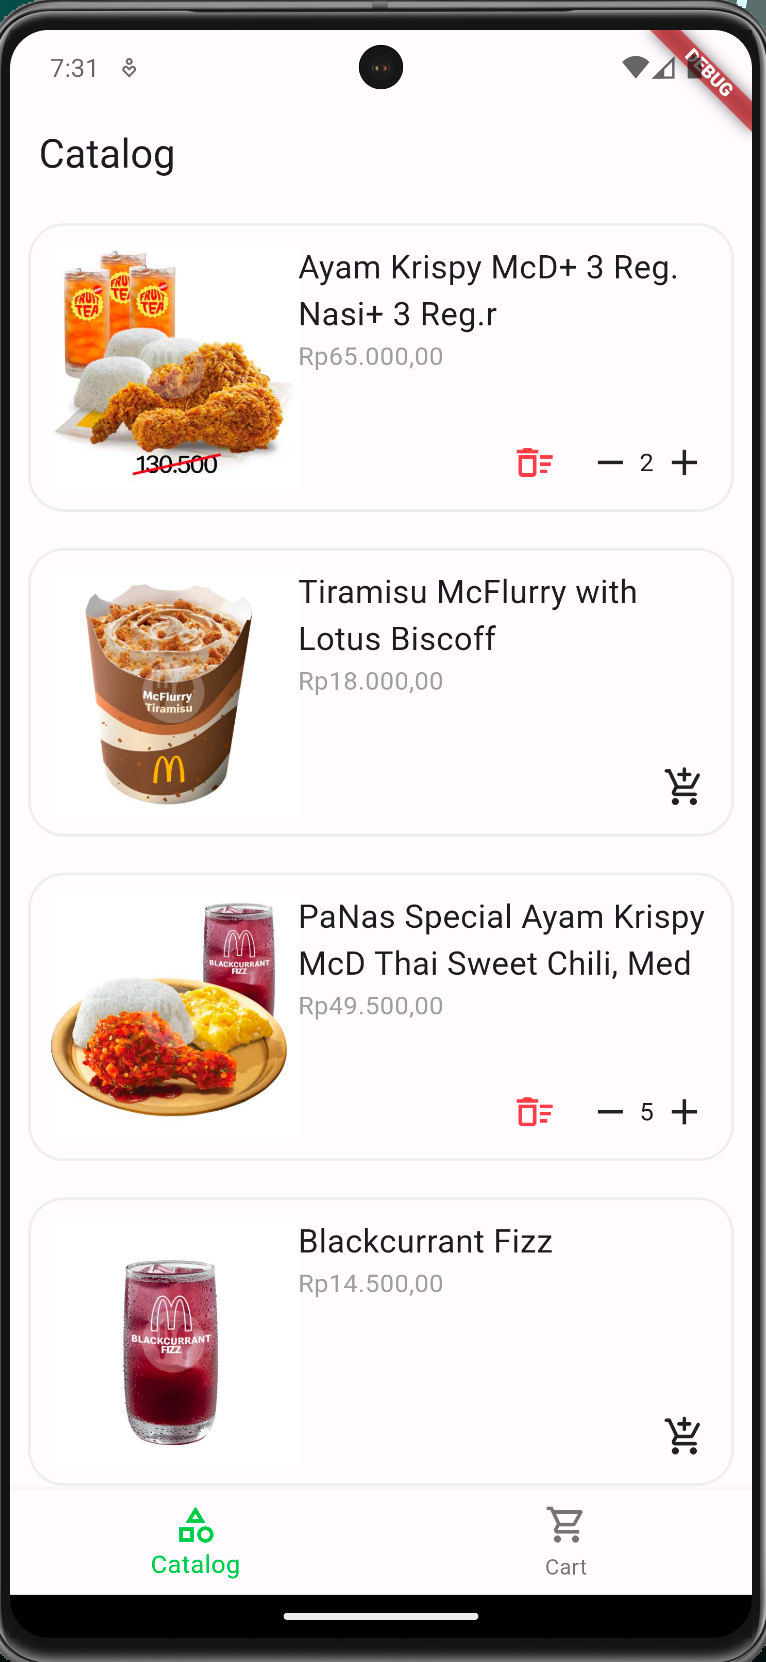 7:31
DEBUG
Catalog
FRUIT
TEA
FRUIT
TEA
FRUIT
TEA
130.500
Ayam Krispy McD+ 3 Reg.
Nasi+ 3 Reg.r
Rp65.000,00
2
McFlurry
Tiramisu
Tiramisu McFlurry with
Lotus Biscoff
Rp18.000,00
BLACKCURRANT
FIZZ
PaNas Special Ayam Krispy
McD Thai Sweet Chili, Med
Rp49.500,00
5
BLACKCURRANT
FIZZ
Blackcurrant Fizz
Rp14.500,00
Catalog
Cart